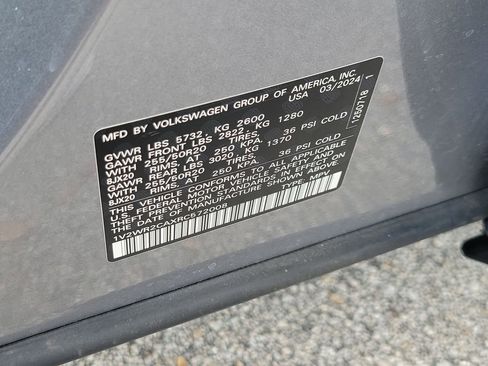 MFD BY VOLKSWAGEN GROUP OF AMERICA, INC.
USA 03/2024
GVWR LBS 5732 , KG 2600
GAWR FRONT LBS 2822 , KG 1280
WITH 255/50R20 TIRES, 36 PSI COLD
8JX20 RIMS, AT 250 KPA.
GAWR REAR LBS 3020 , KG 1370
WITH 255/50R20 TIRES, 36 PSI COLD
8JX20 RIMS, AT 250 KPA.
THIS VEHICLE CONFORMS TO ALL APPLICABLE
U.S. FEDERAL MOTOR VEHICLE SAFETY AND
THEFT PREVENTION STANDARDS IN EFFECT ON
THE DATE OF MANUFACTURE SHOWN ABOVE.
1V2WR2CAXRC572008 TYPE: MPV
1250718 1